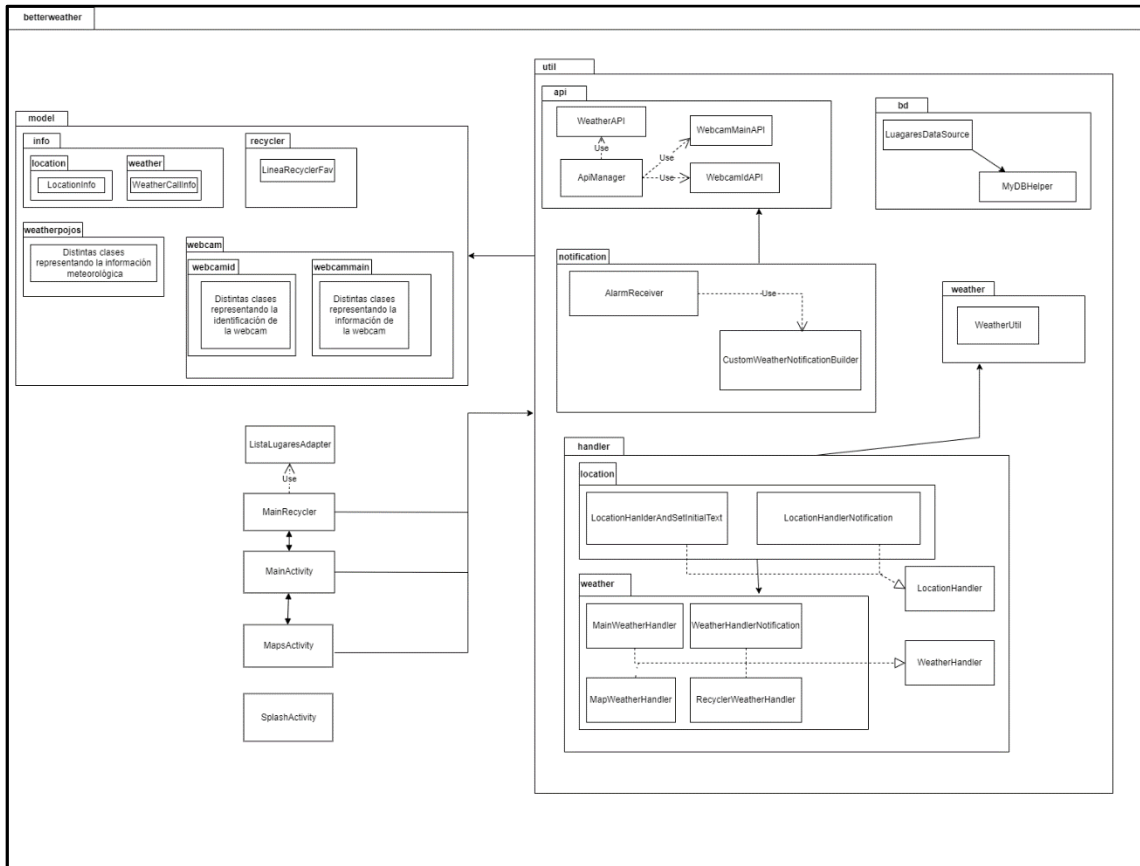 betterweather
util
api
WeatherAPI
WebcamMainAPI
Use
Use
ApiManager
Use
WebcamIdAPI
bd
LuagaresDataSource
MyDBHelper
model
info
location
LocationInfo
weather
WeatherCallInfo
recycler
LineaRecyclerFav
weatherpojos
Distintas clases
representando la información
meteorológica
webcam
webcamid
Distintas clases
representando la
identificación de
la webcam
webcammain
Distintas clases
representando la
información de
la webcam
notification
AlarmReceiver
Use
CustomWeatherNotificationBuilder
weather
WeatherUtil
ListaLugaresAdapter
Use
MainRecycler
MainActivity
MapsActivity
SplashActivity
handler
location
LocationHanlderAndSetInitialText
LocationHandlerNotification
LocationHandler
weather
MainWeatherHandler
WeatherHandlerNotification
WeatherHandler
MapWeatherHandler
RecyclerWeatherHandler